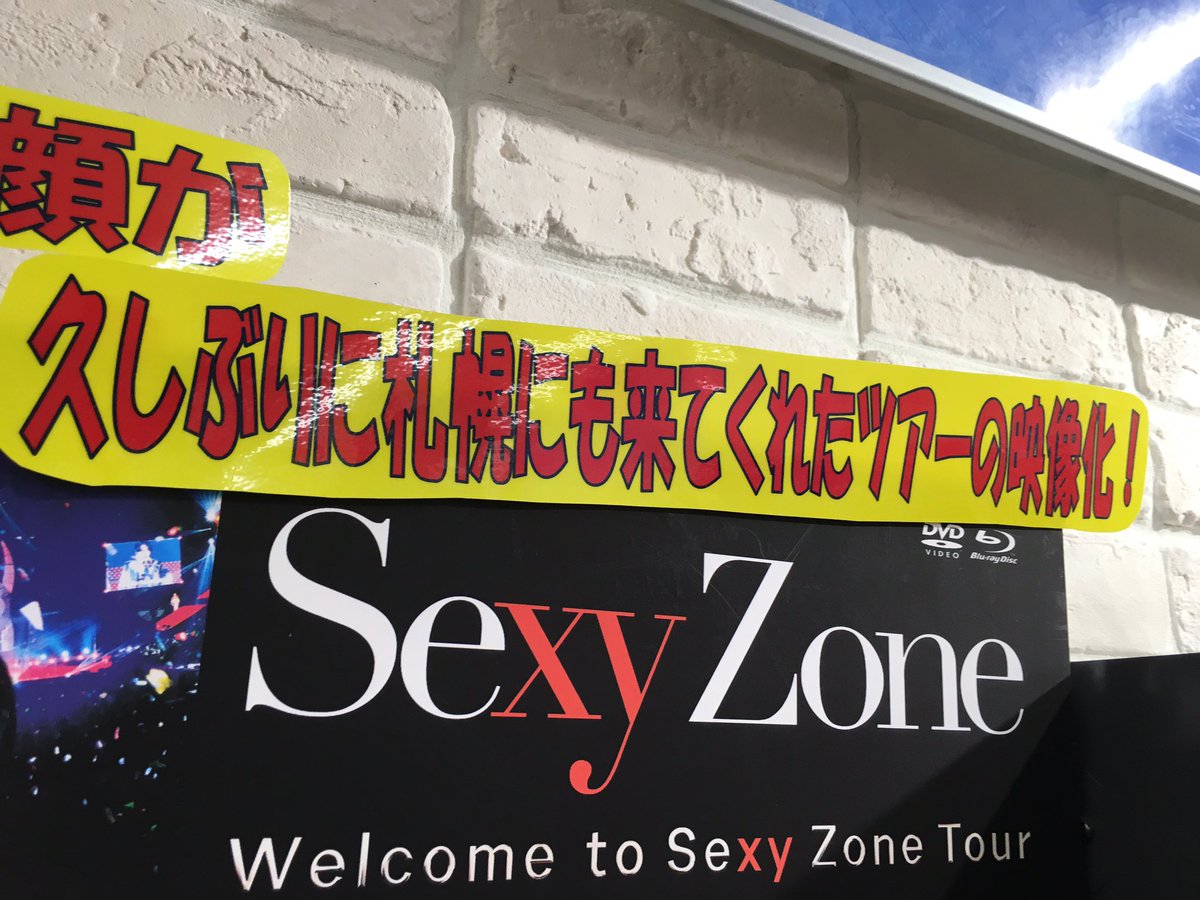 顔が
久しぶりに札幌にも来てくれたツアーの映像化!
DVD
VIDEO
Blu-ray Disc
Sexy Zone
Welcome to Sexy Zone Tour